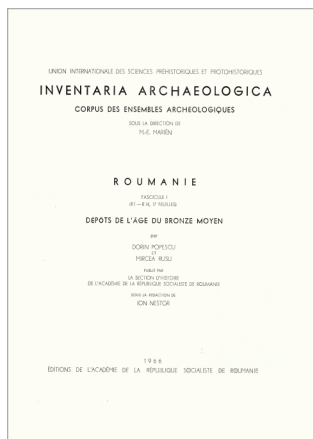 UNION INTERNATIONALE DES SCIENCES PRÉHISTORIQUES ET PROTOHISTORIQUES
INVENTARIA ARCHAEOLOGICA
CORPUS DES ENSEMBLES ARCHÉOLOGIQUES
SOUS LA DIRECTION DE
M.-E. MARIËN
ROUMANIE
FASCICULE I
DÉPÔTS DE L'ÂGE DU BRONZE MOYEN
par
DORIN POPESCU
ET
MIRCEA RUSU
PUBLIÉ PAR
LA SECTION D'HISTOIRE
DE L'ACADÉMIE DE LA RÉPUBLIQUE SOCIALISTE DE ROUMANIE
SOUS LA RÉDACTION DE
ION NESTOR
1966
ÉDITIONS DE L'ACADÉMIE DE LA RÉPUBLIQUE SOCIALISTE DE ROUMANIE